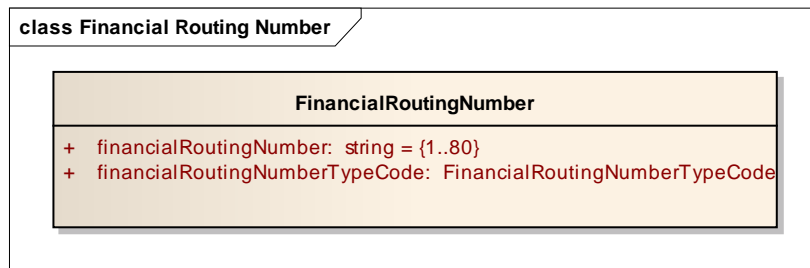 class Financial Routing Number
FinancialRoutingNumber
+ financialRoutingNumber: string = {1..80}
+ financialRoutingNumberTypeCode: FinancialRoutingNumberTypeCode